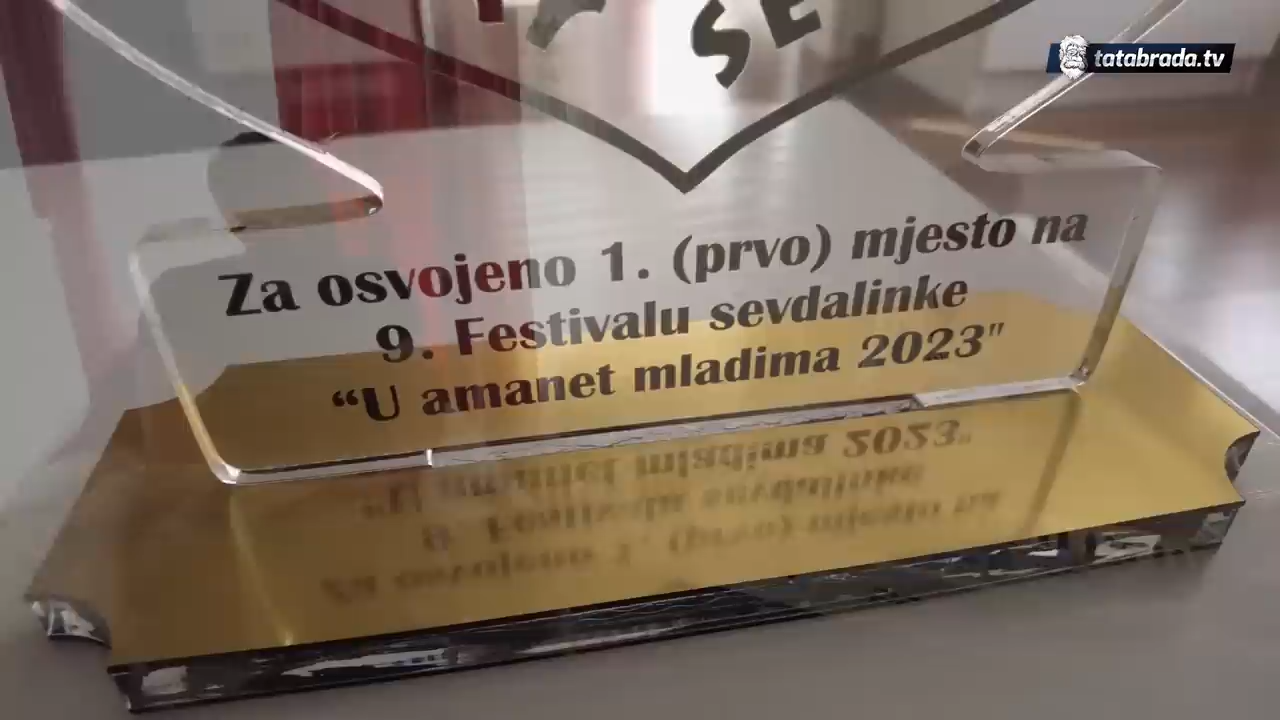 SE
tatabrada.tv
Za osvojeno 1. (prvo) mjesto na
9. Festivalu sevdalinke
“U amanet mladima 2023"